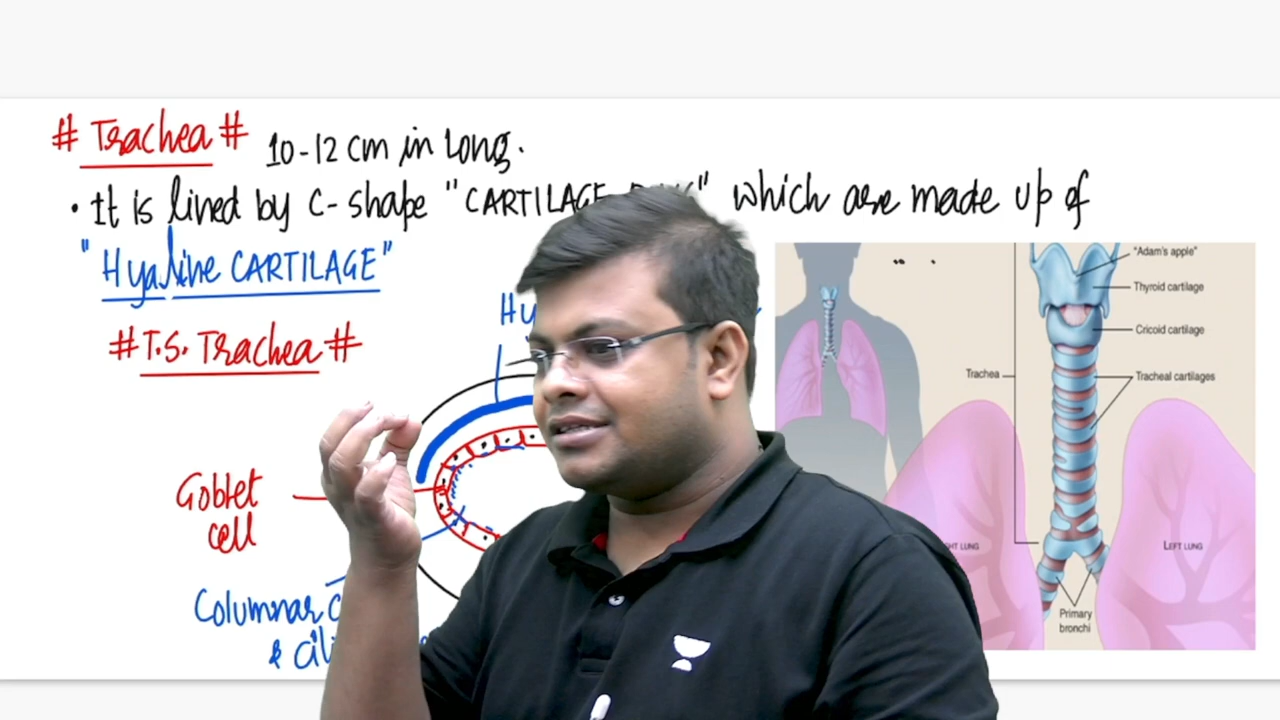 # Trachea # 10-12 cm in long.
• It is lined by C-shape "CARTILAGE " which are made up of
"Hyaline CARTILAGE"
# T.S. Trachea #
Goblet
cell
Columnar
&
"Adam's apple"
Thyroid cartilage
Cricoid cartilage
Trachea
Tracheal cartilages
LUNG
LEFT LUNG
Primary
bronchi